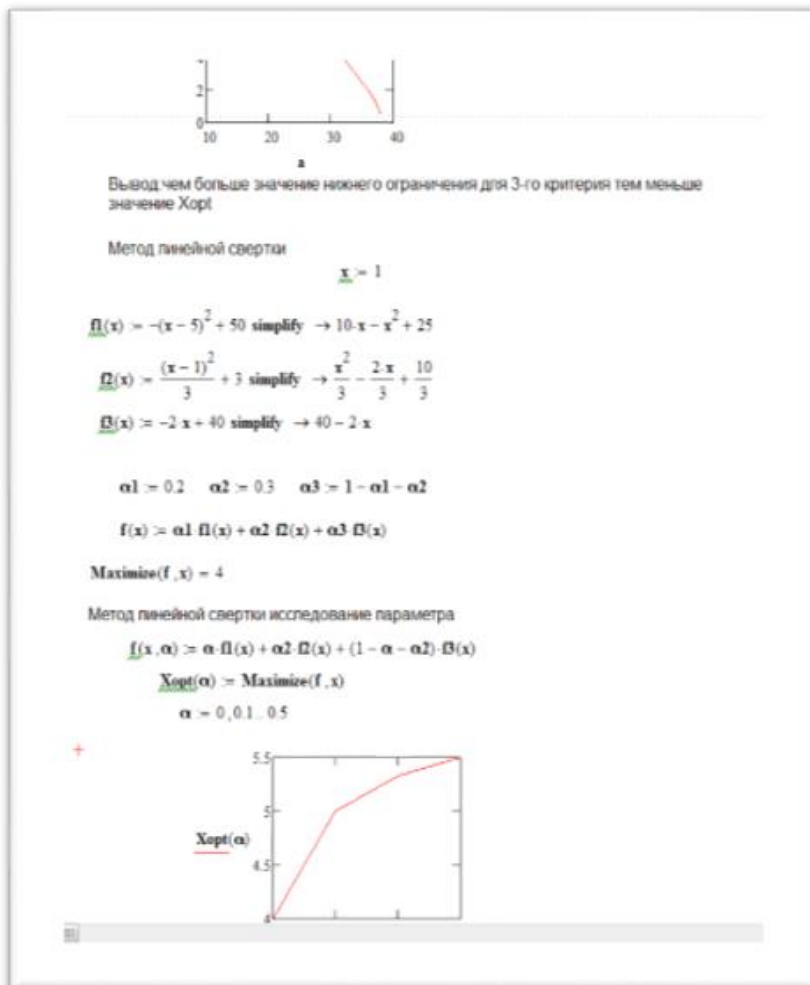 2
0
10 20 30 40
a
Вывод:чем больше значение нижнего ограничения для 3-го критерия тем меньше
значение Xopt
Метод линейной свертки
x := 1
f1(x) := -(x - 5)^2 + 50 simplify → 10·x - x^2 + 25
f2(x) := (x - 1)^2/3 + 3 simplify → x^2/3 - 2·x/3 + 10/3
f3(x) := -2·x + 40 simplify → 40 - 2·x
α1 := 0.2 α2 := 0.3 α3 := 1 - α1 - α2
f(x) := α1·f1(x) + α2·f2(x) + α3·f3(x)
Maximize(f,x) = 4
Метод линейной свертки исследование параметра
f(x,α) := α·f1(x) + α2·f2(x) + (1 - α - α2)·f3(x)
Xopt(α) := Maximize(f,x)
α := 0,0.1..0.5
5.5
5
Xopt(α)
4.5
4